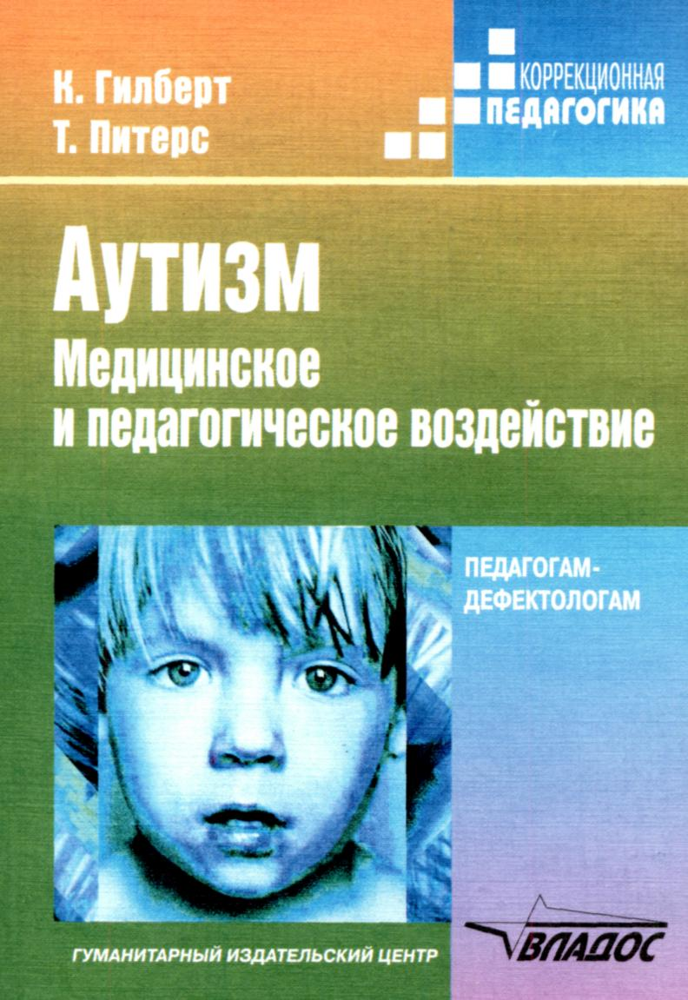 К. Гилберт
Т. Питерс
КОРРЕКЦИОННАЯ
ПЕДАГОГИКА
Аутизм
Медицинское
и педагогическое воздействие
ПЕДАГОГАМ-
ДЕФЕКТОЛОГАМ
ГУМАНИТАРНЫЙ ИЗДАТЕЛЬСКИЙ ЦЕНТР
ВЛАДОС